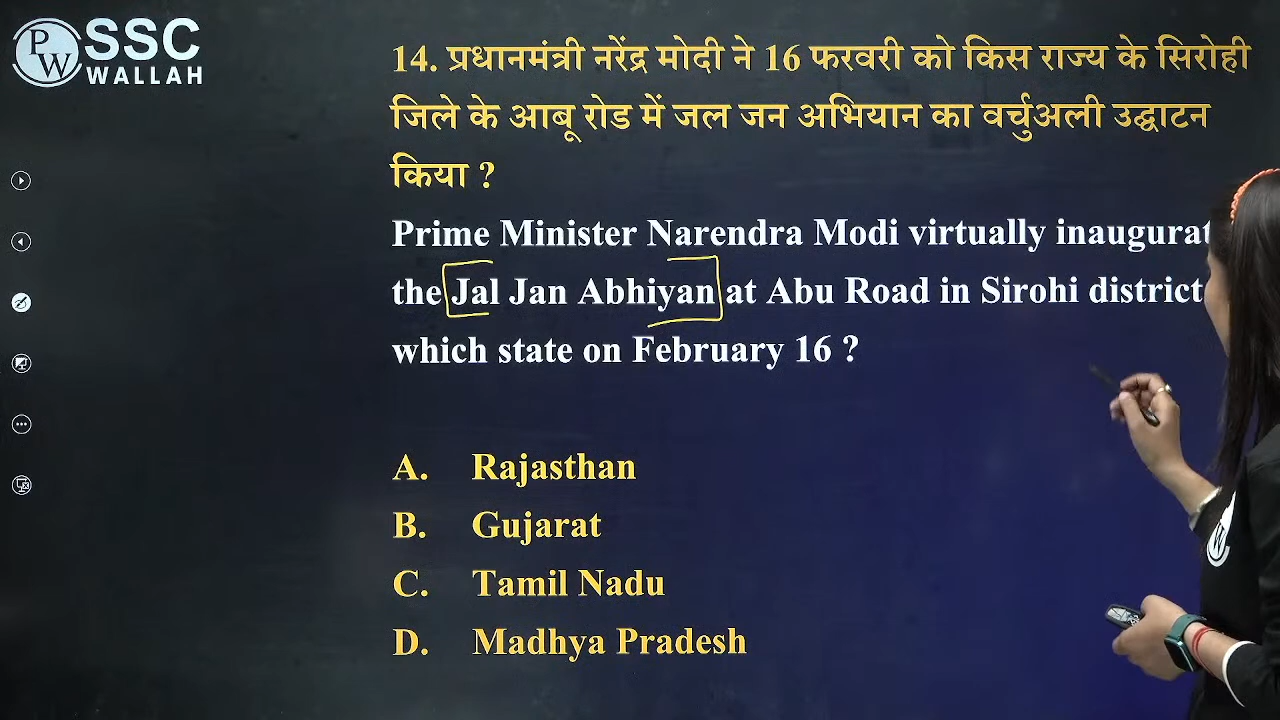 PW
SSC
WALLAH
14. प्रधानमंत्री नरेंद्र मोदी ने 16 फरवरी को किस राज्य के सिरोही
जिले के आबू रोड में जल जन अभियान का वर्चुअली उद्घाटन
किया ?
Prime Minister Narendra Modi virtually inaugurat
the Jal Jan Abhiyan at Abu Road in Sirohi district
which state on February 16 ?
A. Rajasthan
B. Gujarat
C. Tamil Nadu
D. Madhya Pradesh